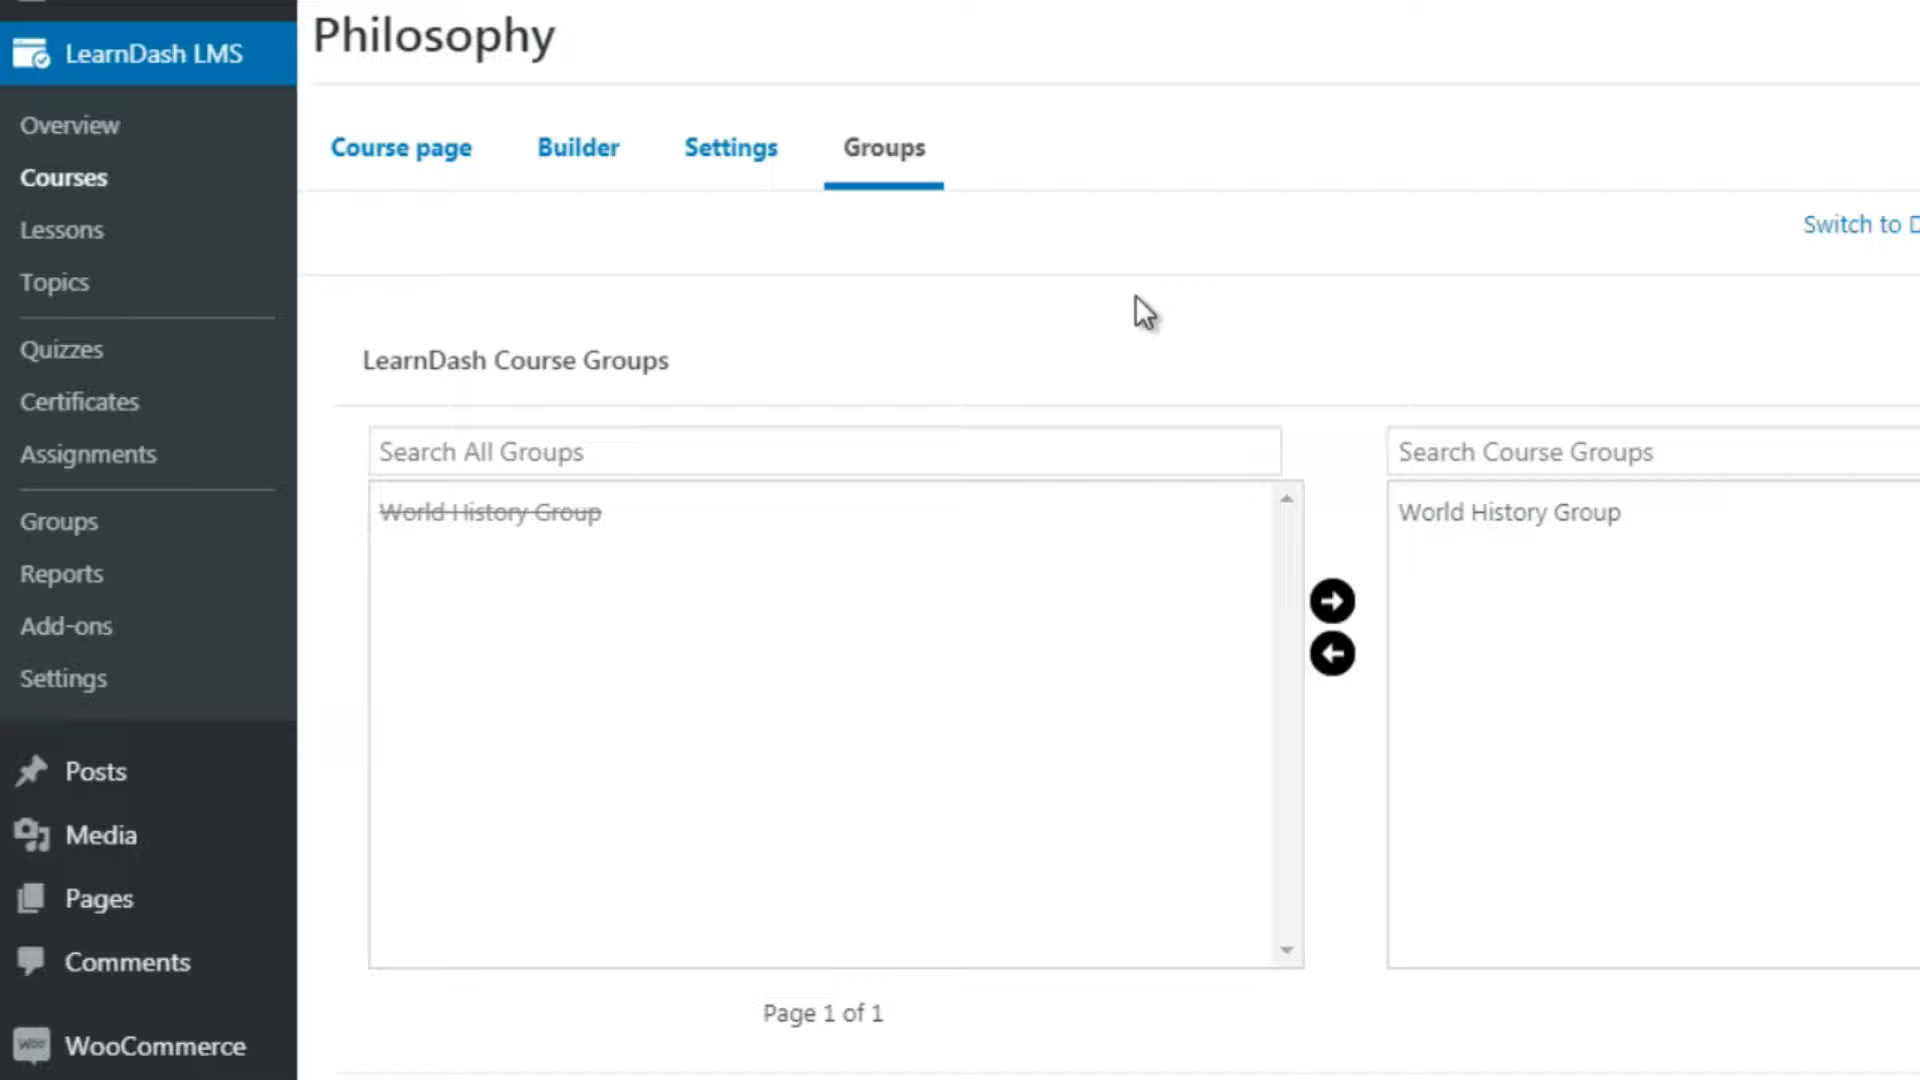 LearnDash LMS
Overview
Courses
Lessons
Topics
Quizzes
Certificates
Assignments
Groups
Reports
Add-ons
Settings
Posts
Media
Pages
Comments
Woo
WooCommerce
Philosophy
Course page
Builder
Settings
Groups
Switch to
LearnDash Course Groups
Search All Groups
World History Group
Page 1 of 1
Search Course Groups
World History Group